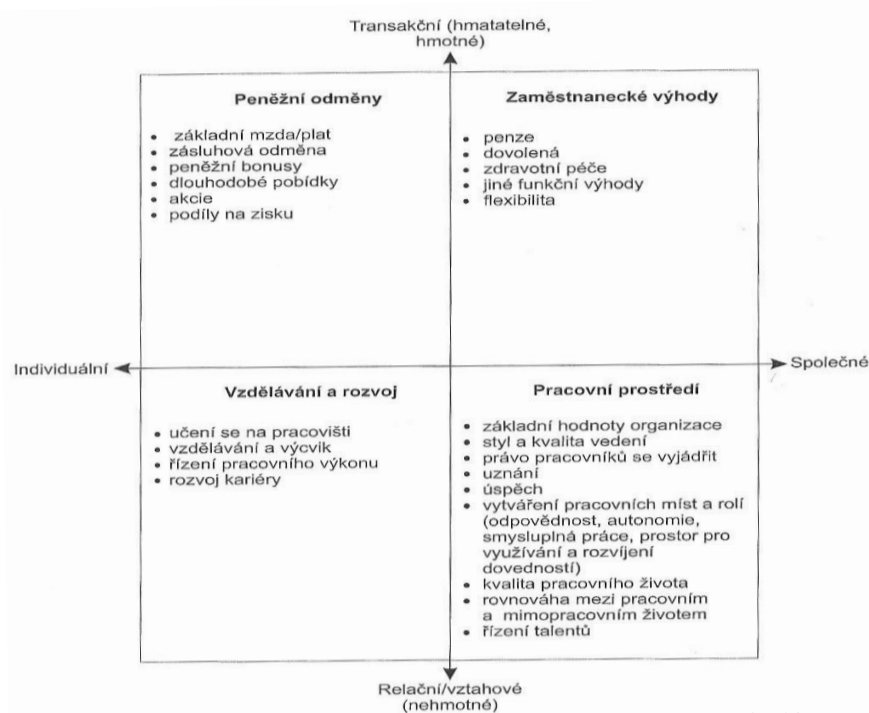 Transakční (hmatatelné,
hmotné)
Peněžní odměny
• základní mzda/plat
• zásluhová odměna
• peněžní bonusy
• dlouhodobé pobídky
• akcie
• podíly na zisku
Zaměstnanecké výhody
• penze
• dovolená
• zdravotní péče
• jiné funkční výhody
• flexibilita
Individuální
Společné
Vzdělávání a rozvoj
• učení se na pracovišti
• vzdělávání a výcvik
• řízení pracovního výkonu
• rozvoj kariéry
Pracovní prostředí
• základní hodnoty organizace
• styl a kvalita vedení
• právo pracovníků se vyjádřit
• uznání
• úspěch
• vytváření pracovních míst a rolí
(odpovědnost, autonomie,
smysluplná práce, prostor pro
využívání a rozvíjení
dovedností)
• kvalita pracovního života
• rovnováha mezi pracovním
a mimopracovním životem
• řízení talentů
Relační/vztahové
(nehmotné)